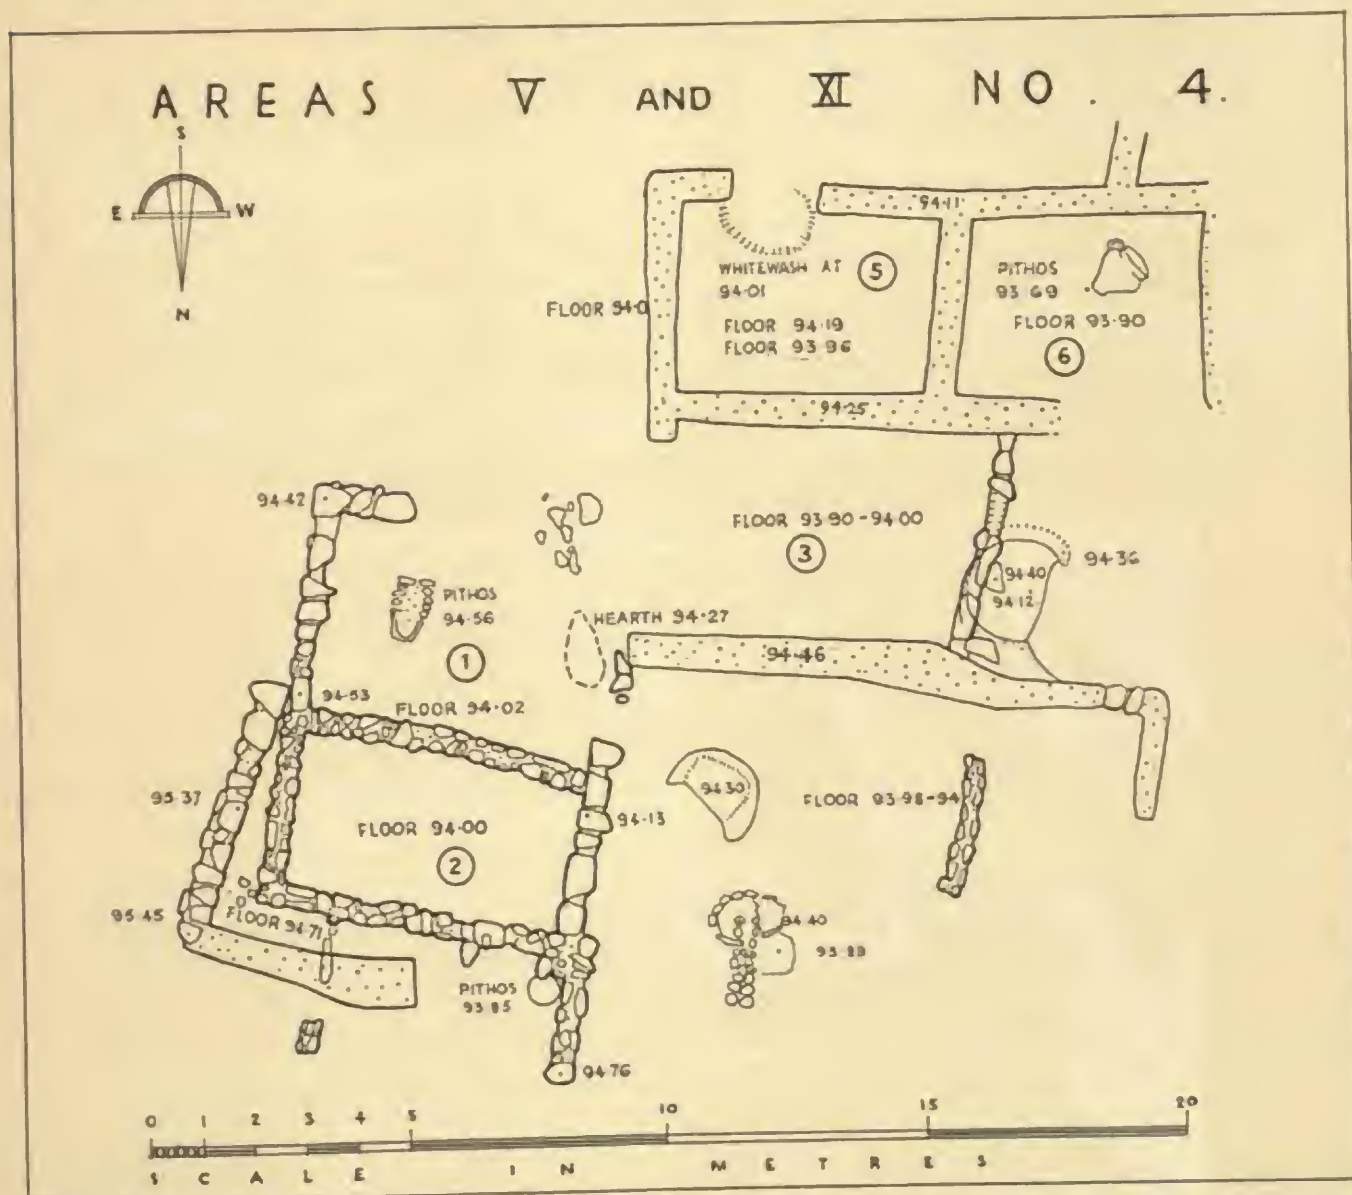 AREAS V AND XI NO. 4.
S
E W
N
94·11
WHITEWASH AT 5
94·01
FLOOR 94·0
FLOOR 94·19
FLOOR 93·96
PITHOS
93·69
FLOOR 93·90
6
94·25
94·42
FLOOR 93·90-94·00
3
94·36
94·40
94·12
PITHOS
94·56
HEARTH 94·27
1
94·46
94·53
FLOOR 94·02
95·37
94·30
FLOOR 93·98-94
94·13
FLOOR 94·00
2
95·45
FLOOR 94·71
94·40
PITHOS
94·76
0 1 2 3 4 5 10 15 20
SCALE IN METRES